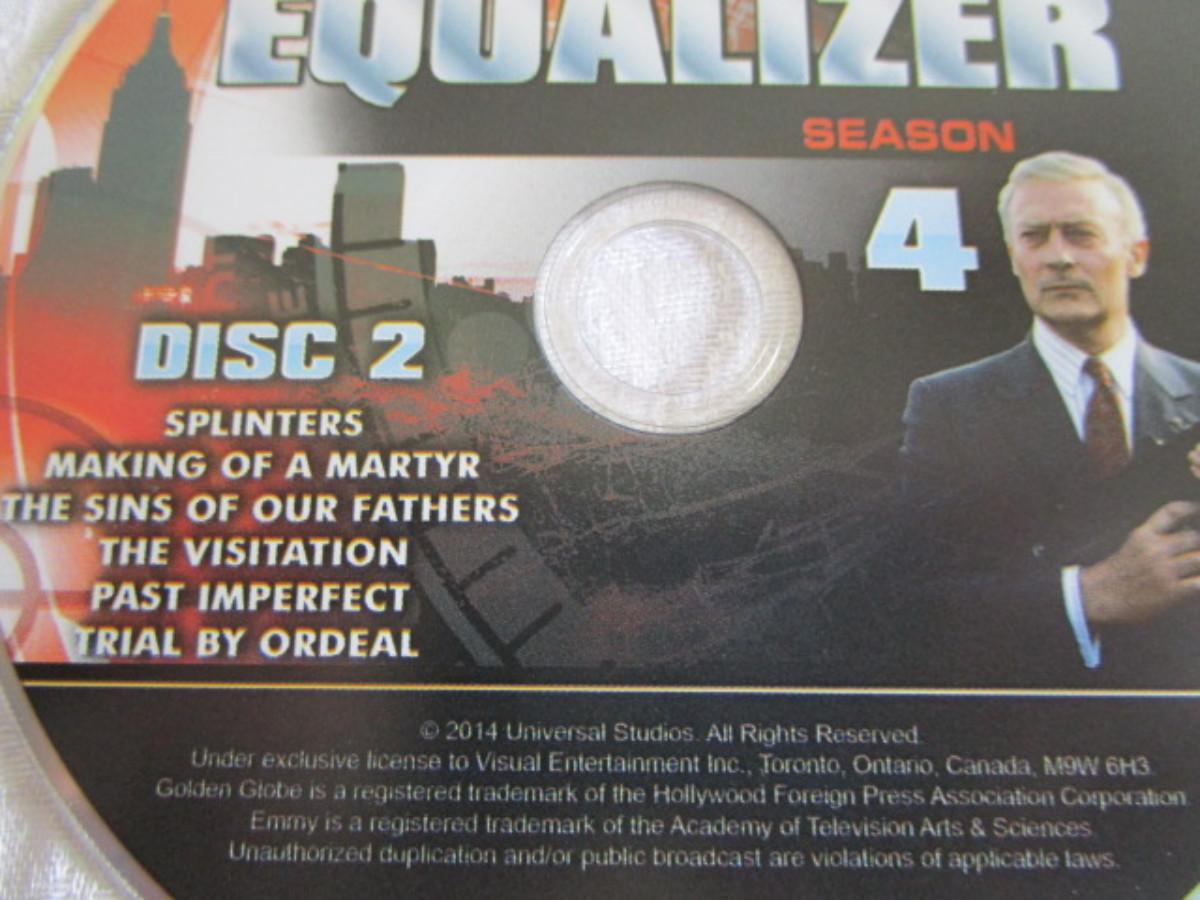 EQUALIZER
SEASON
4
DISC 2
SPLINTERS
MAKING OF A MARTYR
THE SINS OF OUR FATHERS
THE VISITATION
PAST IMPERFECT
TRIAL BY ORDEAL
© 2014 Universal Studios. All Rights Reserved.
Under exclusive license to Visual Entertainment Inc., Toronto, Ontario, Canada, M9W 6H3.
Golden Globe is a registered trademark of the Hollywood Foreign Press Association Corporation
Emmy is a registered trademark of the Academy of Television Arts & Sciences.
Unauthorized duplication and/or public broadcast are violations of applicable laws.